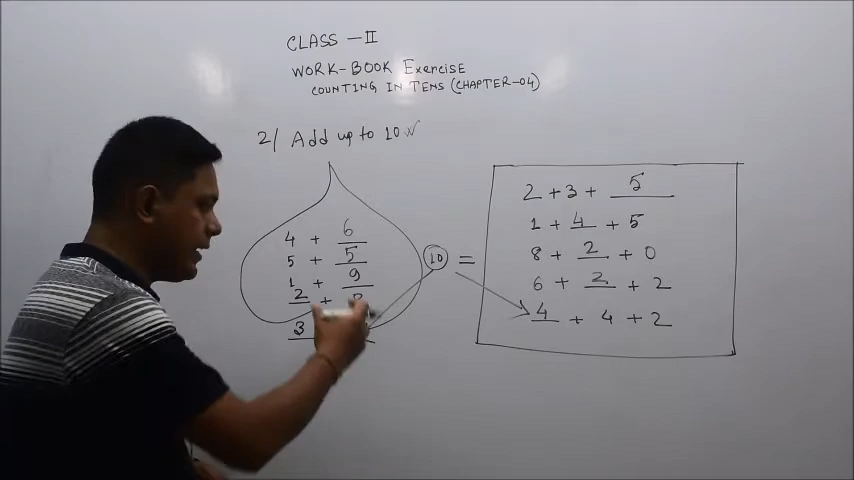 CLASS - II
WORK-BOOK Exercise
COUNTING IN TENS (CHAPTER-04)
2/ Add up to 10
4 + 6
5 + 5
1 + 9
2 +
3
10 =
2 + 3 + 5
1 + 4 + 5
8 + 2 + 0
6 + 2 + 2
4 + 4 + 2